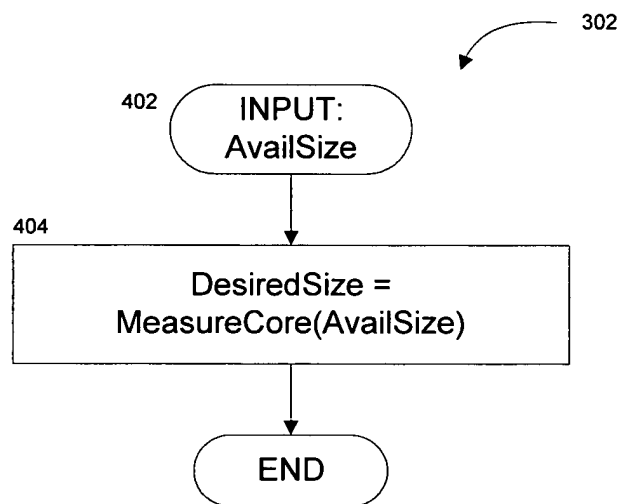 302
402
INPUT:
AvailSize
404
DesiredSize =
MeasureCore(AvailSize)
END